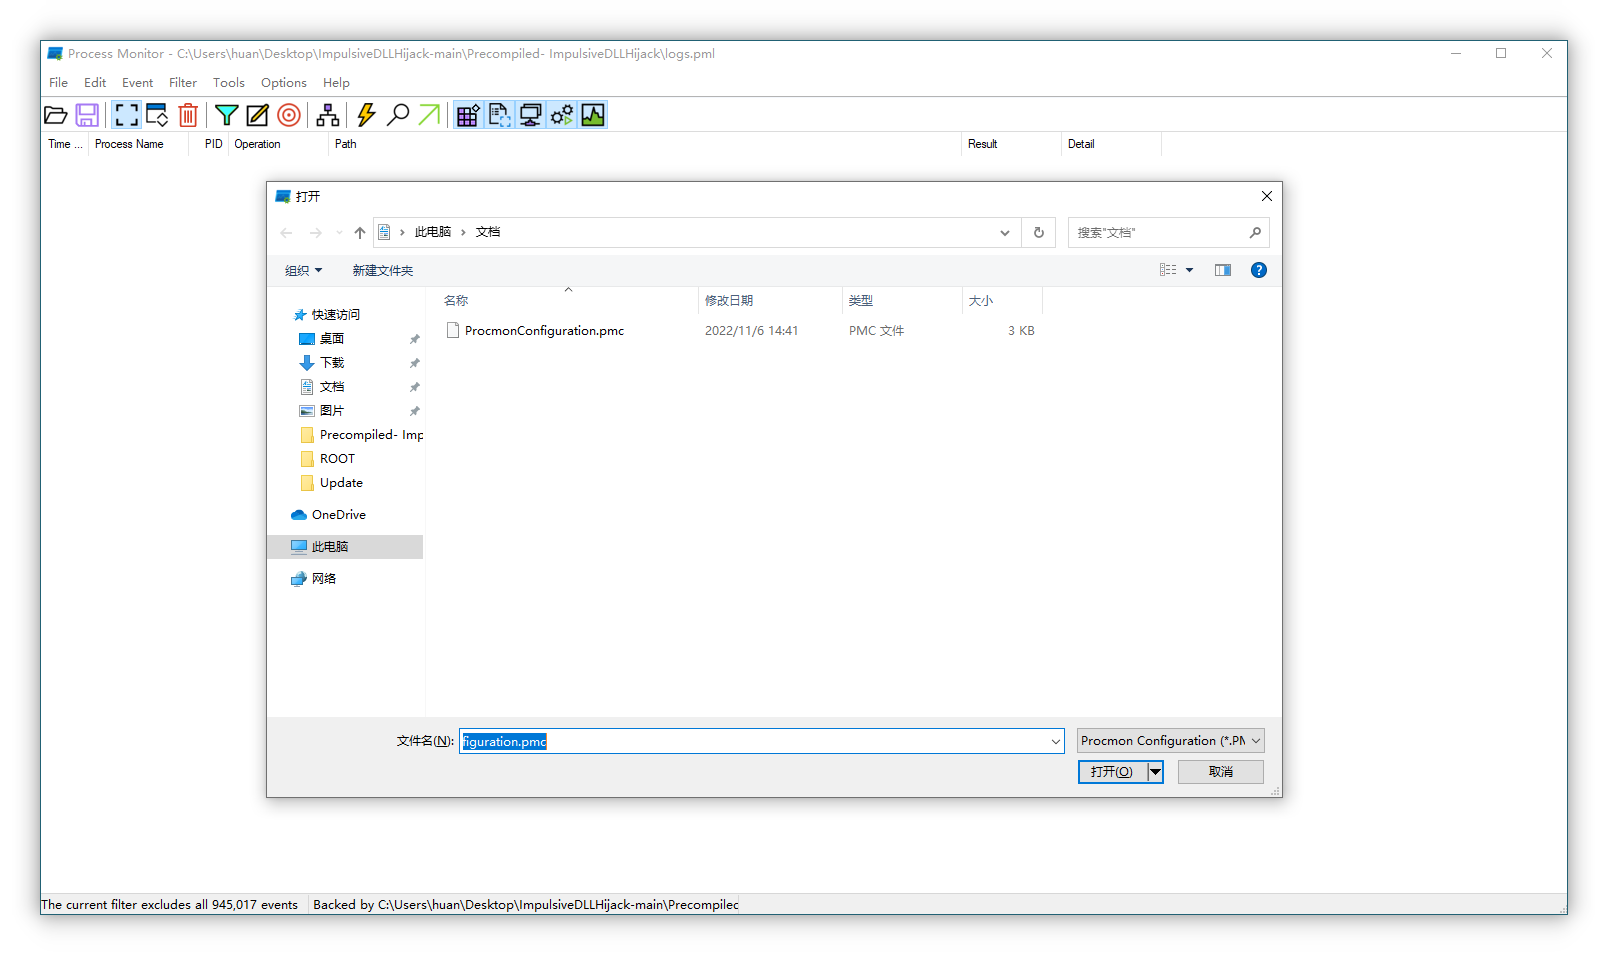 Process Monitor - C:\Users\huan\Desktop\ImpulsiveDLLHijack-main\Precompiled- ImpulsiveDLLHijack\logs.pml
File Edit Event Filter Tools Options Help
Time ... Process Name PID Operation Path Result Detail
打开
此电脑 文档
搜索"文档"
组织 新建文件夹
名称 修改日期 类型 大小
ProcmonConfiguration.pmc 2022/11/6 14:41 PMC 文件 3 KB
快速访问
桌面
下载
文档
图片
Precompiled- Imp
ROOT
Update
OneDrive
此电脑
网络
文件名(N): figuration.pmc Procmon Configuration (*.PM
打开(O) 取消
The current filter excludes all 945,017 events Backed by C:\Users\huan\Desktop\ImpulsiveDLLHijack-main\Precompiled